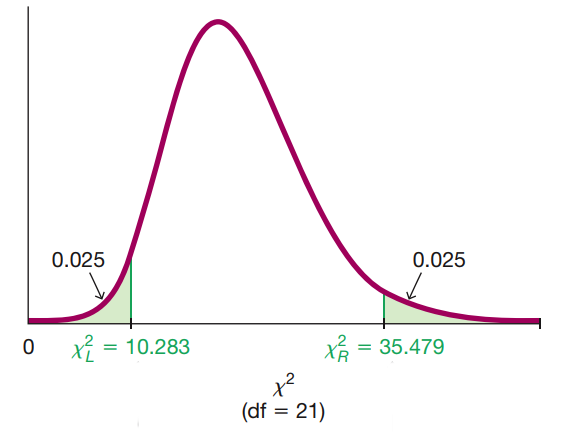 0.025
0.025
0
χ²L = 10.283
χ²R = 35.479
χ²
(df = 21)